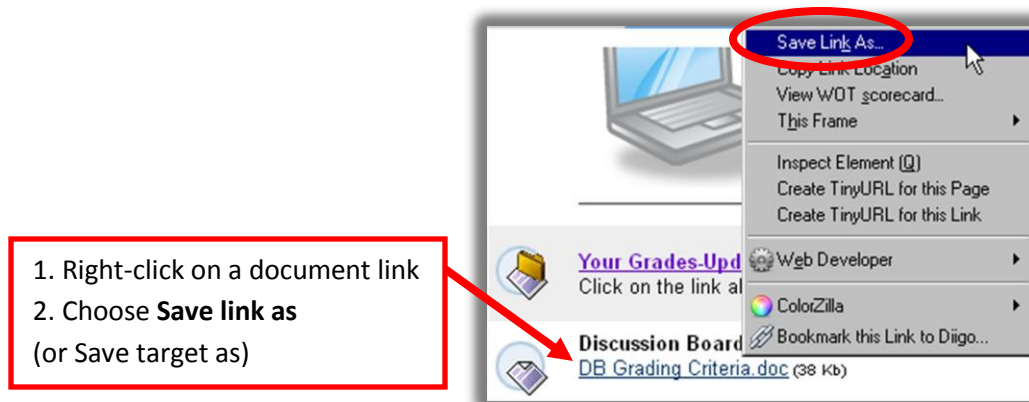 Save Link As...
Copy Link Location
View WOT scorecard...
This Frame
Inspect Element (Q)
Create TinyURL for this Page
Create TinyURL for this Link
Web Developer
ColorZilla
Bookmark this Link to Diigo...
Your Grades-Upd
Click on the link al
Discussion Board
DB Grading Criteria.doc (38 Kb)
1. Right-click on a document link
2. Choose Save link as
(or Save target as)